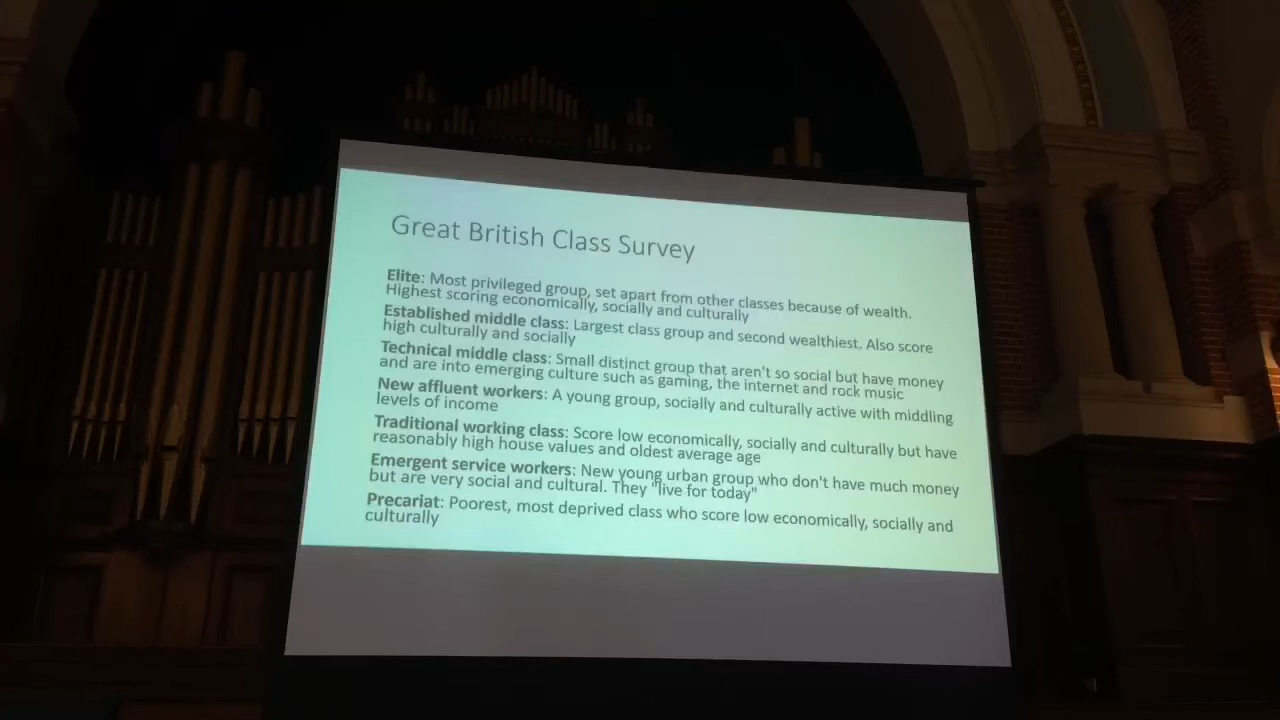 Great British Class Survey
Elite: Most privileged group, set apart from other classes because of wealth.
Highest scoring economically, socially and culturally
Established middle class: Largest class group and second wealthiest. Also score
high culturally and socially
Technical middle class: Small distinct group that aren't so social but have money
and are into emerging culture such as gaming, the internet and rock music
New affluent workers: A young group, socially and culturally active with middling
levels of income
Traditional working class: Score low economically, socially and culturally but have
reasonably high house values and oldest average age
Emergent service workers: New young urban group who don't have much money
but are very social and cultural. They "live for today"
Precariat: Poorest, most deprived class who score low economically, socially and
culturally